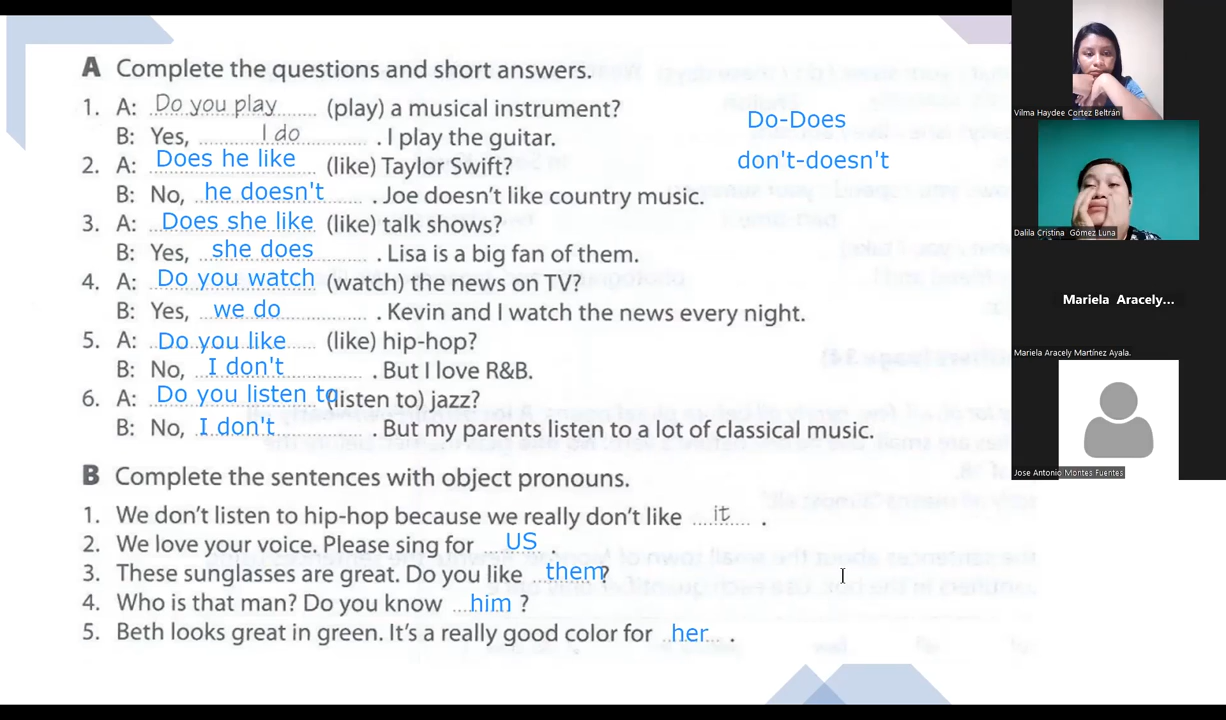 A Complete the questions and short answers.
1. A: Do you play (play) a musical instrument?
B: Yes, I do . I play the guitar.
2. A: Does he like (like) Taylor Swift?
B: No, he doesn't . Joe doesn't like country music.
3. A: Does she like (like) talk shows?
B: Yes, she does . Lisa is a big fan of them.
4. A: Do you watch (watch) the news on TV?
B: Yes, we do . Kevin and I watch the news every night.
5. A: Do you like (like) hip-hop?
B: No, I don't . But I love R&B.
6. A: Do you listen to (listen to) jazz?
B: No, I don't But my parents listen to a lot of classical music.
Do-Does
don't-doesn't
B Complete the sentences with object pronouns.
1. We don't listen to hip-hop because we really don't like it .
2. We love your voice. Please sing for US .
3. These sunglasses are great. Do you like them?
4. Who is that man? Do you know him ?
5. Beth looks great in green. It's a really good color for her .
Vilma Haydee Cortez Beltrán
Dalila Cristina Gómez Luna
Mariela Aracely...
Mariela Aracely Martínez Ayala.
Jose Antonio Montes Fuentes